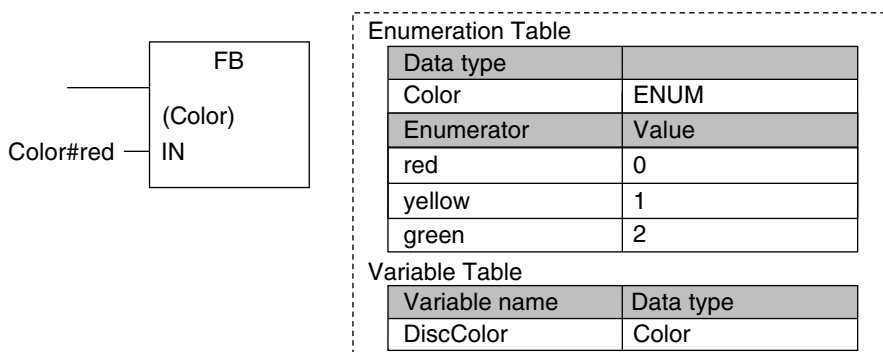 FB
(Color)
Color#red IN
Enumeration Table
Data type
Color ENUM
Enumerator Value
red 0
yellow 1
green 2
Variable Table
Variable name Data type
DiscColor Color